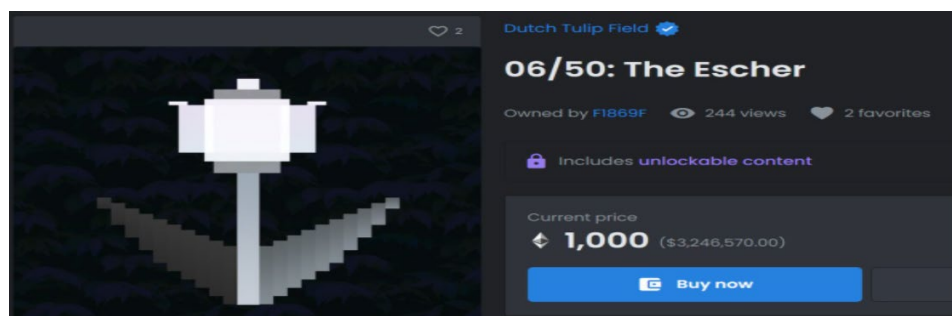 2
Dutch Tulip Field
06/50: The Escher
Owned by F1869F 244 views 2 favorites
Includes unlockable content
Current price
1,000 ($3,246,570.00)
Buy now